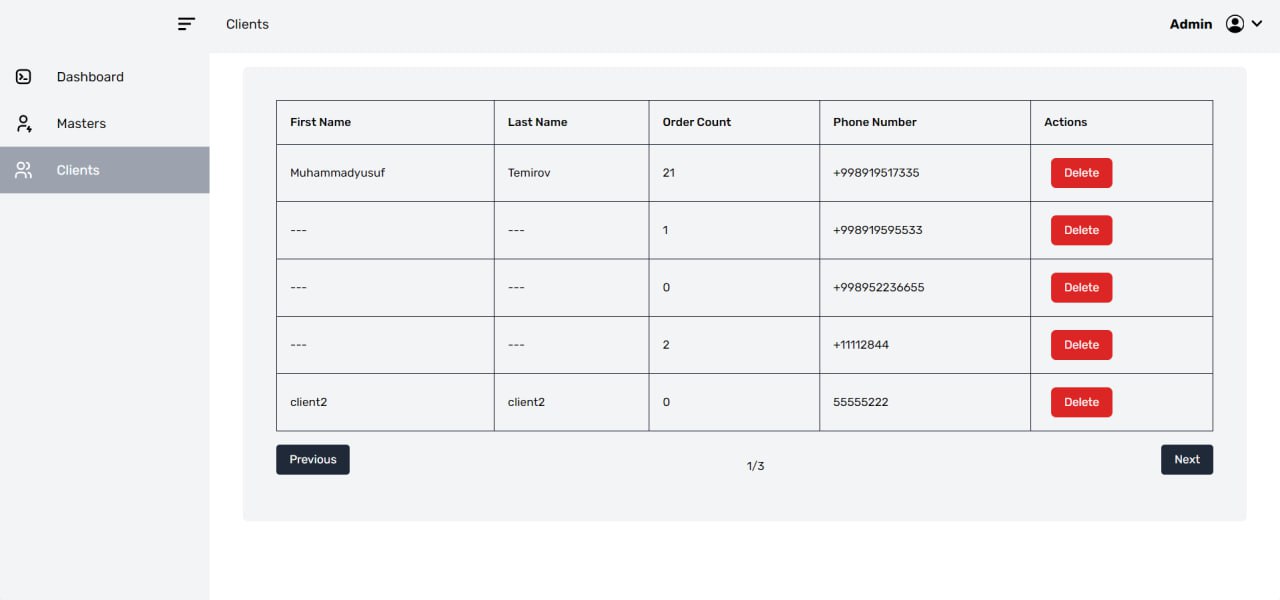 Clients
Admin
Dashboard
Masters
Clients
First Name Last Name Order Count Phone Number Actions
Muhammadyusuf Temirov 21 +998919517335 Delete
--- --- 1 +998919595533 Delete
--- --- 0 +998952236655 Delete
--- --- 2 +11112844 Delete
client2 client2 0 55555222 Delete
Previous 1/3 Next